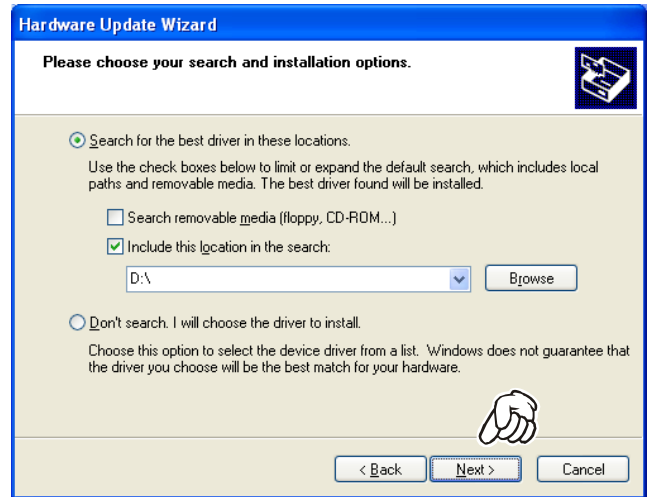 Hardware Update Wizard
Please choose your search and installation options.
Search for the best driver in these locations.
Use the check boxes below to limit or expand the default search, which includes local
paths and removable media. The best driver found will be installed.
Search removable media (floppy, CD-ROM...)
Include this location in the search:
D:\
Browse
Don't search. I will choose the driver to install.
Choose this option to select the device driver from a list. Windows does not guarantee that
the driver you choose will be the best match for your hardware.
< Back Next > Cancel